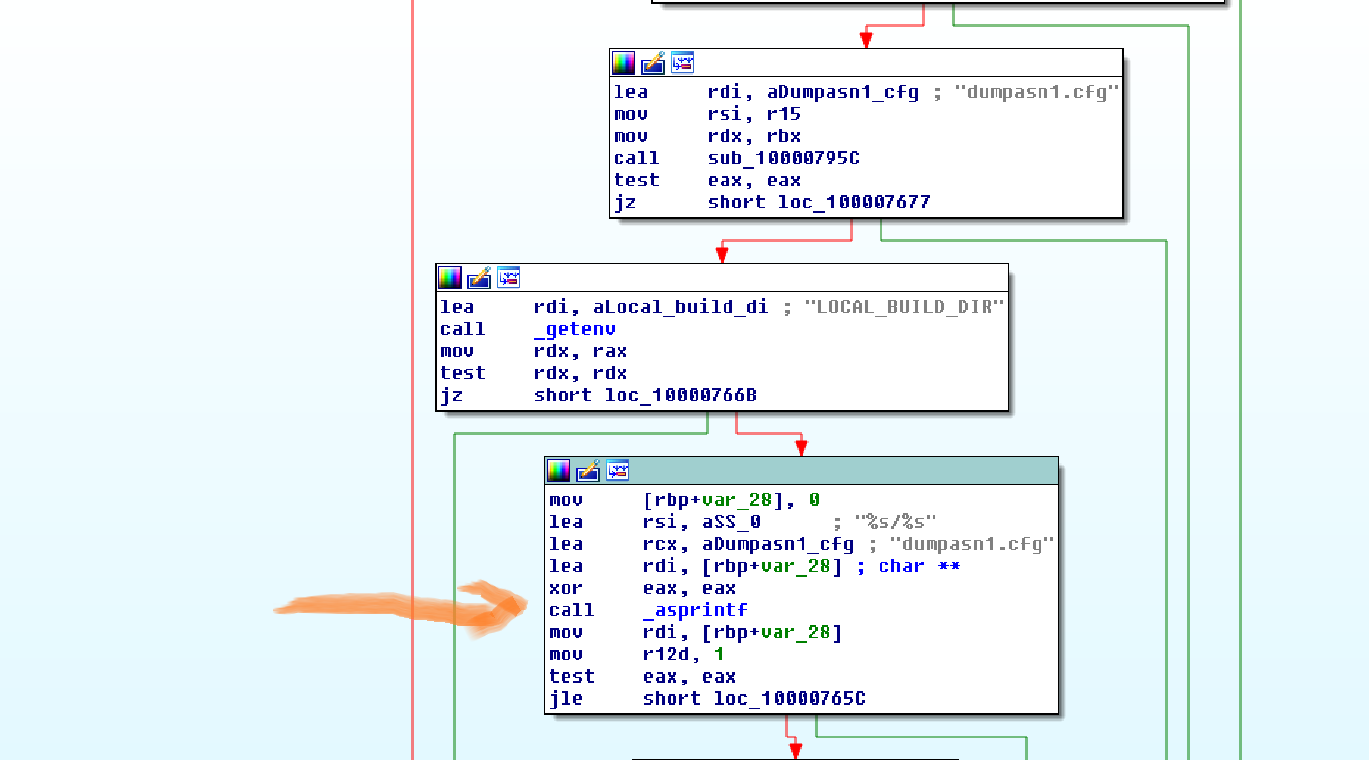 lea rdi, aDumpasn1_cfg ; "dumpasn1.cfg"
mov rsi, r15
mov rdx, rbx
call sub_10000795C
test eax, eax
jz short loc_100007677
lea rdi, aLocal_build_di ; "LOCAL_BUILD_DIR"
call _getenv
mov rdx, rax
test rdx, rdx
jz short loc_10000766B
mov [rbp+var_28], 0
lea rsi, aSS_0 ; "%s/%s"
lea rcx, aDumpasn1_cfg ; "dumpasn1.cfg"
lea rdi, [rbp+var_28] ; char **
xor eax, eax
call _asprintf
mov rdi, [rbp+var_28]
mov r12d, 1
test eax, eax
jle short loc_10000765C